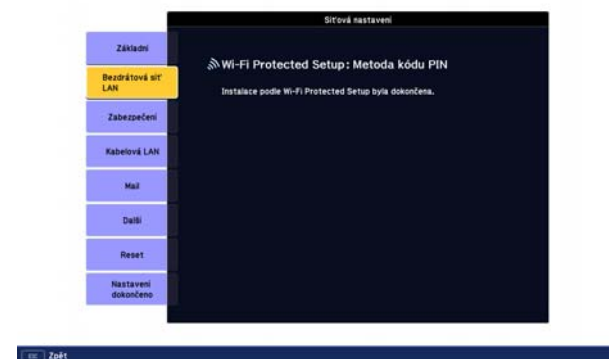 Síťová nastavení
Základní
Bezdrátová síť
LAN
Zabezpečení
Kabelová LAN
Mail
Další
Reset
Nastavení
dokončeno
Wi-Fi Protected Setup: Metoda kódu PIN
Instalace podle Wi-Fi Protected Setup byla dokončena.
Esc Zpět